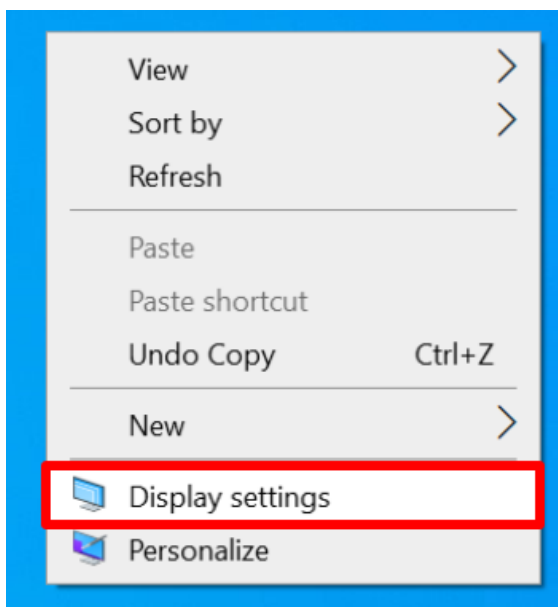 View
Sort by
Refresh
Paste
Paste shortcut
Undo Copy Ctrl+Z
New
Display settings
Personalize